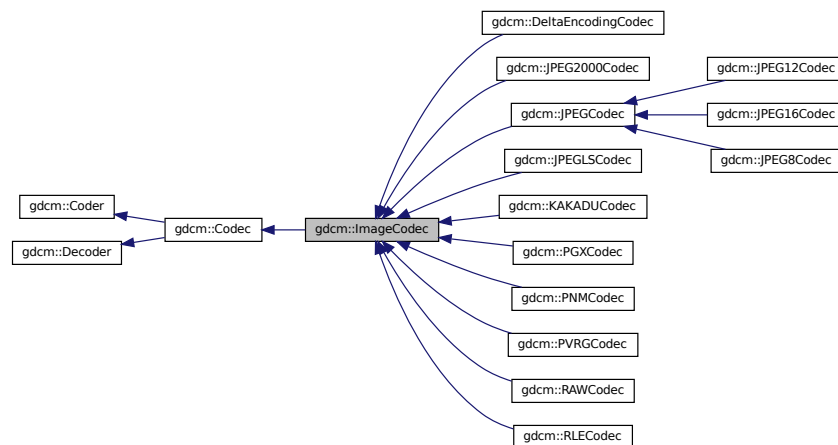 gdcm::DeltaEncodingCodec
gdcm::JPEG2000Codec
gdcm::JPEG12Codec
gdcm::JPEGCodec
gdcm::JPEG16Codec
gdcm::JPEGLSCodec
gdcm::JPEG8Codec
gdcm::Coder
gdcm::KAKADUCodec
gdcm::Codec
gdcm::ImageCodec
gdcm::Decoder
gdcm::PGXCodec
gdcm::PNMCodec
gdcm::PVRGCodec
gdcm::RAWCodec
gdcm::RLECodec